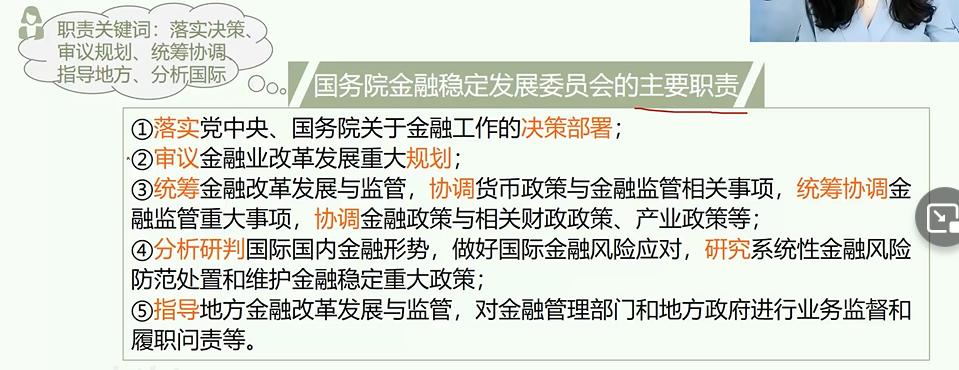 职责关键词：落实决策、
审议规划、统筹协调
指导地方、分析国际
国务院金融稳定发展委员会的主要职责
①落实党中央、国务院关于金融工作的决策部署；
②审议金融业改革发展重大规划；
③统筹金融改革发展与监管，协调货币政策与金融监管相关事项，统筹协调金
融监管重大事项，协调金融政策与相关财政政策、产业政策等；
④分析研判国际国内金融形势，做好国际金融风险应对，研究系统性金融风险
防范处置和维护金融稳定重大政策；
⑤指导地方金融改革发展与监管，对金融管理部门和地方政府进行业务监督和
履职问责等。